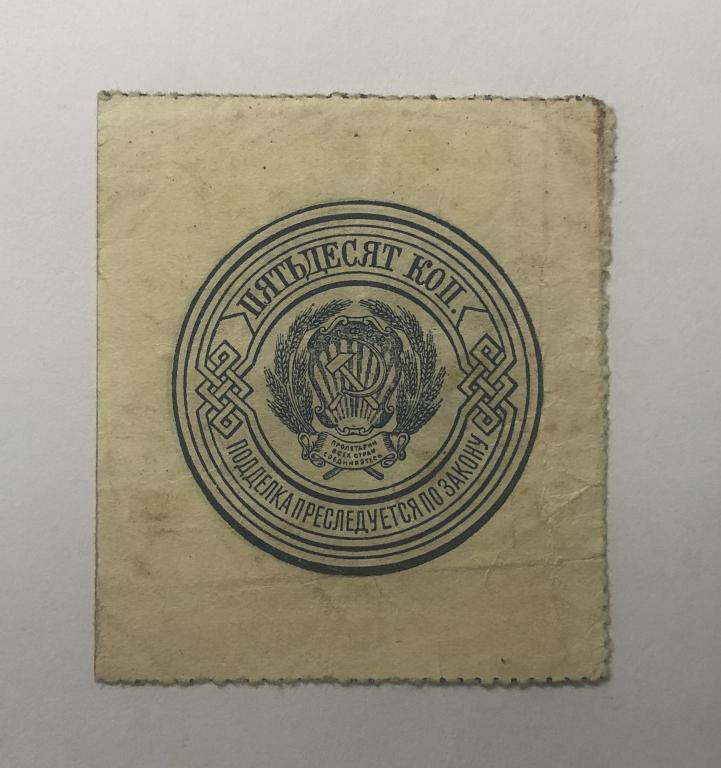 ПЯТЬДЕСЯТ КОП.
ПРОЛЕТАРИИ
ВСЕХ СТРАН
СОЕДИНЯЙТЕСЬ
ПОДДЕЛКА ПРЕСЛЕДУЕТСЯ ПО ЗАКОНУ